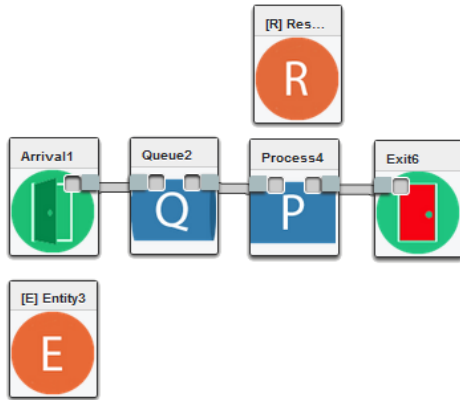 [R] Res...
R
Arrival1
Queue2
Process4
Exit6
Q
P
[E] Entity3
E